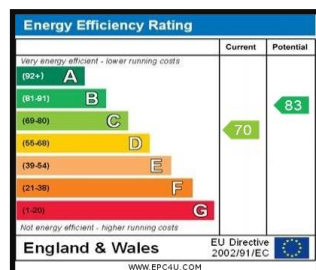 Energy Efficiency Rating
Current Potential
Very energy efficient - lower running costs
(92+) A
(81-91) B
83
(69-80) C
70
(55-68) D
(39-54) E
(21-38) F
(1-20) G
Not energy efficient - higher running costs
England & Wales
EU Directive
2002/91/EC
WWW.EPC4U.COM